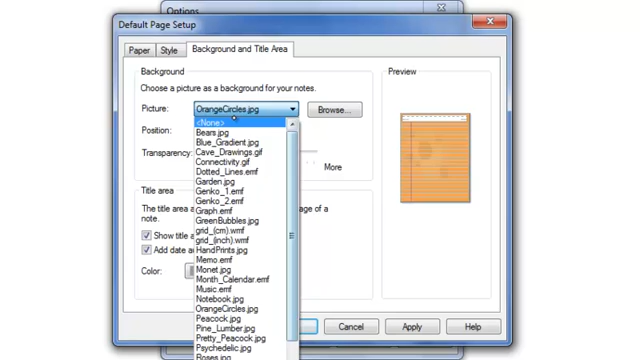 Options
Default Page Setup
Paper
Style
Background and Title Area
Background
Choose a picture as a background for your notes.
Picture:
OrangeCircles.jpg
Browse...
Position:
Transparency:
More
<None>
Bears.jpg
Blue_Gradient.jpg
Cave_Drawings.gif
Connectivity.gif
Dotted_Lines.emf
Garden.jpg
Genko_1.emf
Genko_2.emf
Graph.emf
GreenBubbles.jpg
grid_(cm).wmf
grid_(inch).wmf
HandPrints.jpg
Memo.emf
Monet.jpg
Month_Calendar.emf
Music.emf
Notebook.jpg
OrangeCircles.jpg
Peacock.jpg
Pine_Lumber.jpg
Pretty_Peacock.jpg
Psychedelic.jpg
Roses.jpg
Title area
The title area a
page of a
note.
Show title
Add date a
Color:
Preview
Cancel
Apply
Help